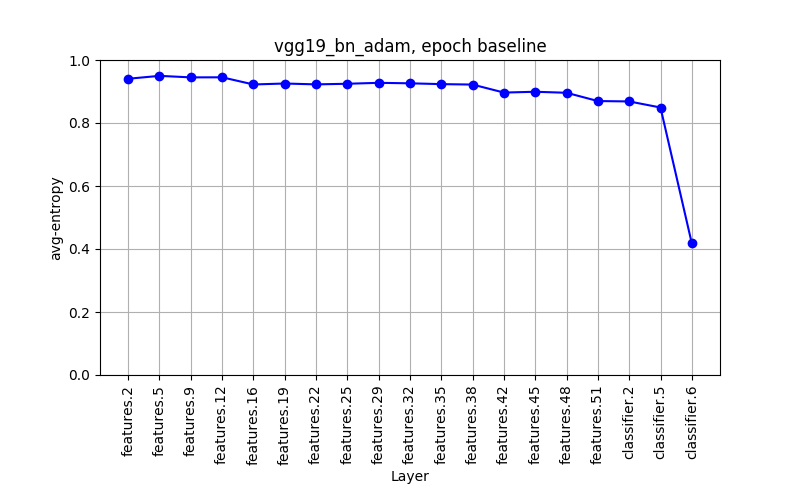 vgg19_bn_adam, epoch baseline
1.0
0.8
0.6
0.4
0.2
0.0
avg-entropy
features.2
features.5
features.9
features.12
features.16
features.19
features.22
features.25
features.29
features.32
features.35
features.38
features.42
features.45
features.48
features.51
classifier.2
classifier.5
classifier.6
Layer